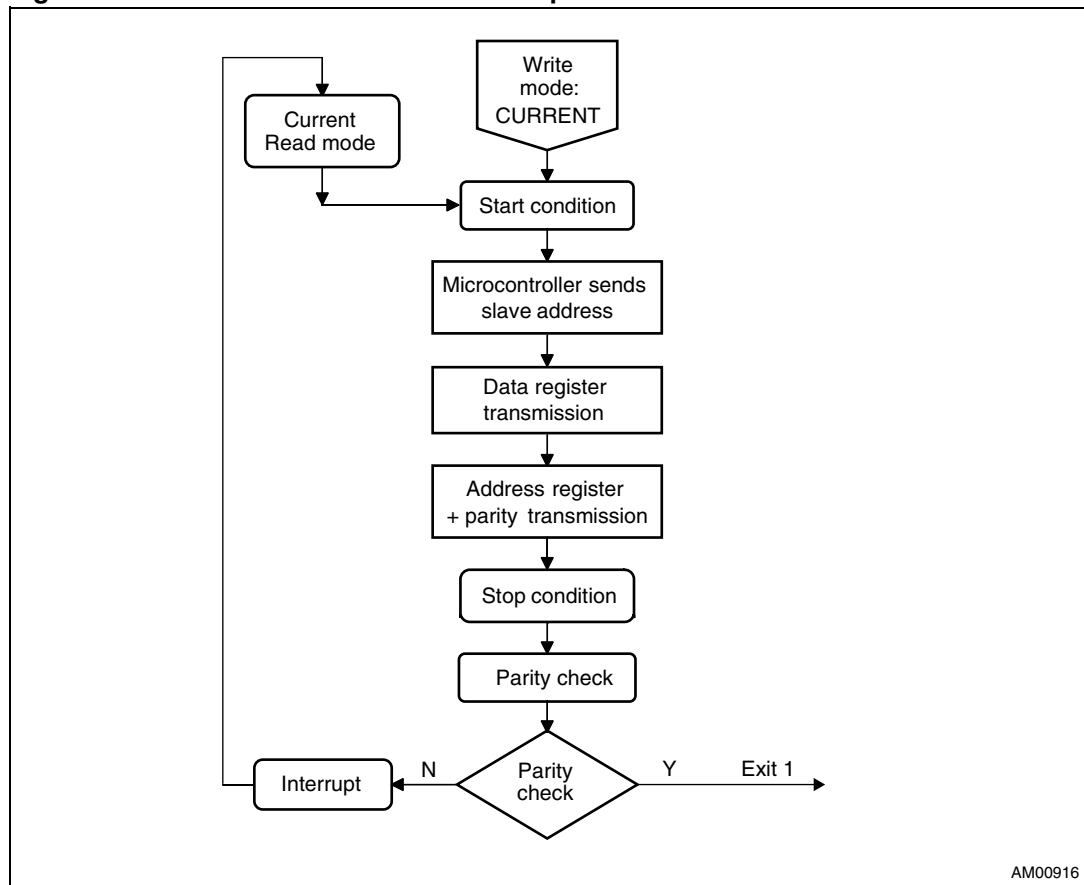 Write
mode:
CURRENT
Current
Read mode
Start condition
Microcontroller sends
slave address
Data register
transmission
Address register
+ parity transmission
Stop condition
Parity check
Interrupt
N
Parity
check
Y
Exit 1
AM00916